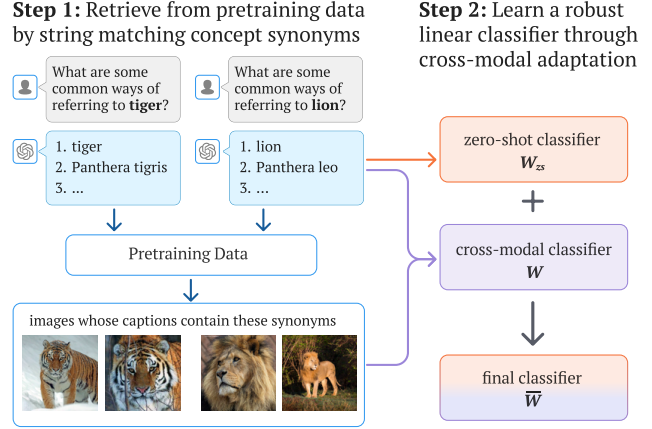 Step 1: Retrieve from pretraining data
by string matching concept synonyms
What are some
common ways of
referring to tiger?
What are some
common ways of
referring to lion?
1. tiger
2. Panthera tigris
3. ...
1. lion
2. Panthera leo
3. ...
Pretraining Data
images whose captions contain these synonyms
Step 2: Learn a robust
linear classifier through
cross-modal adaptation
zero-shot classifier
W_zs
+
cross-modal classifier
W
final classifier
W̅